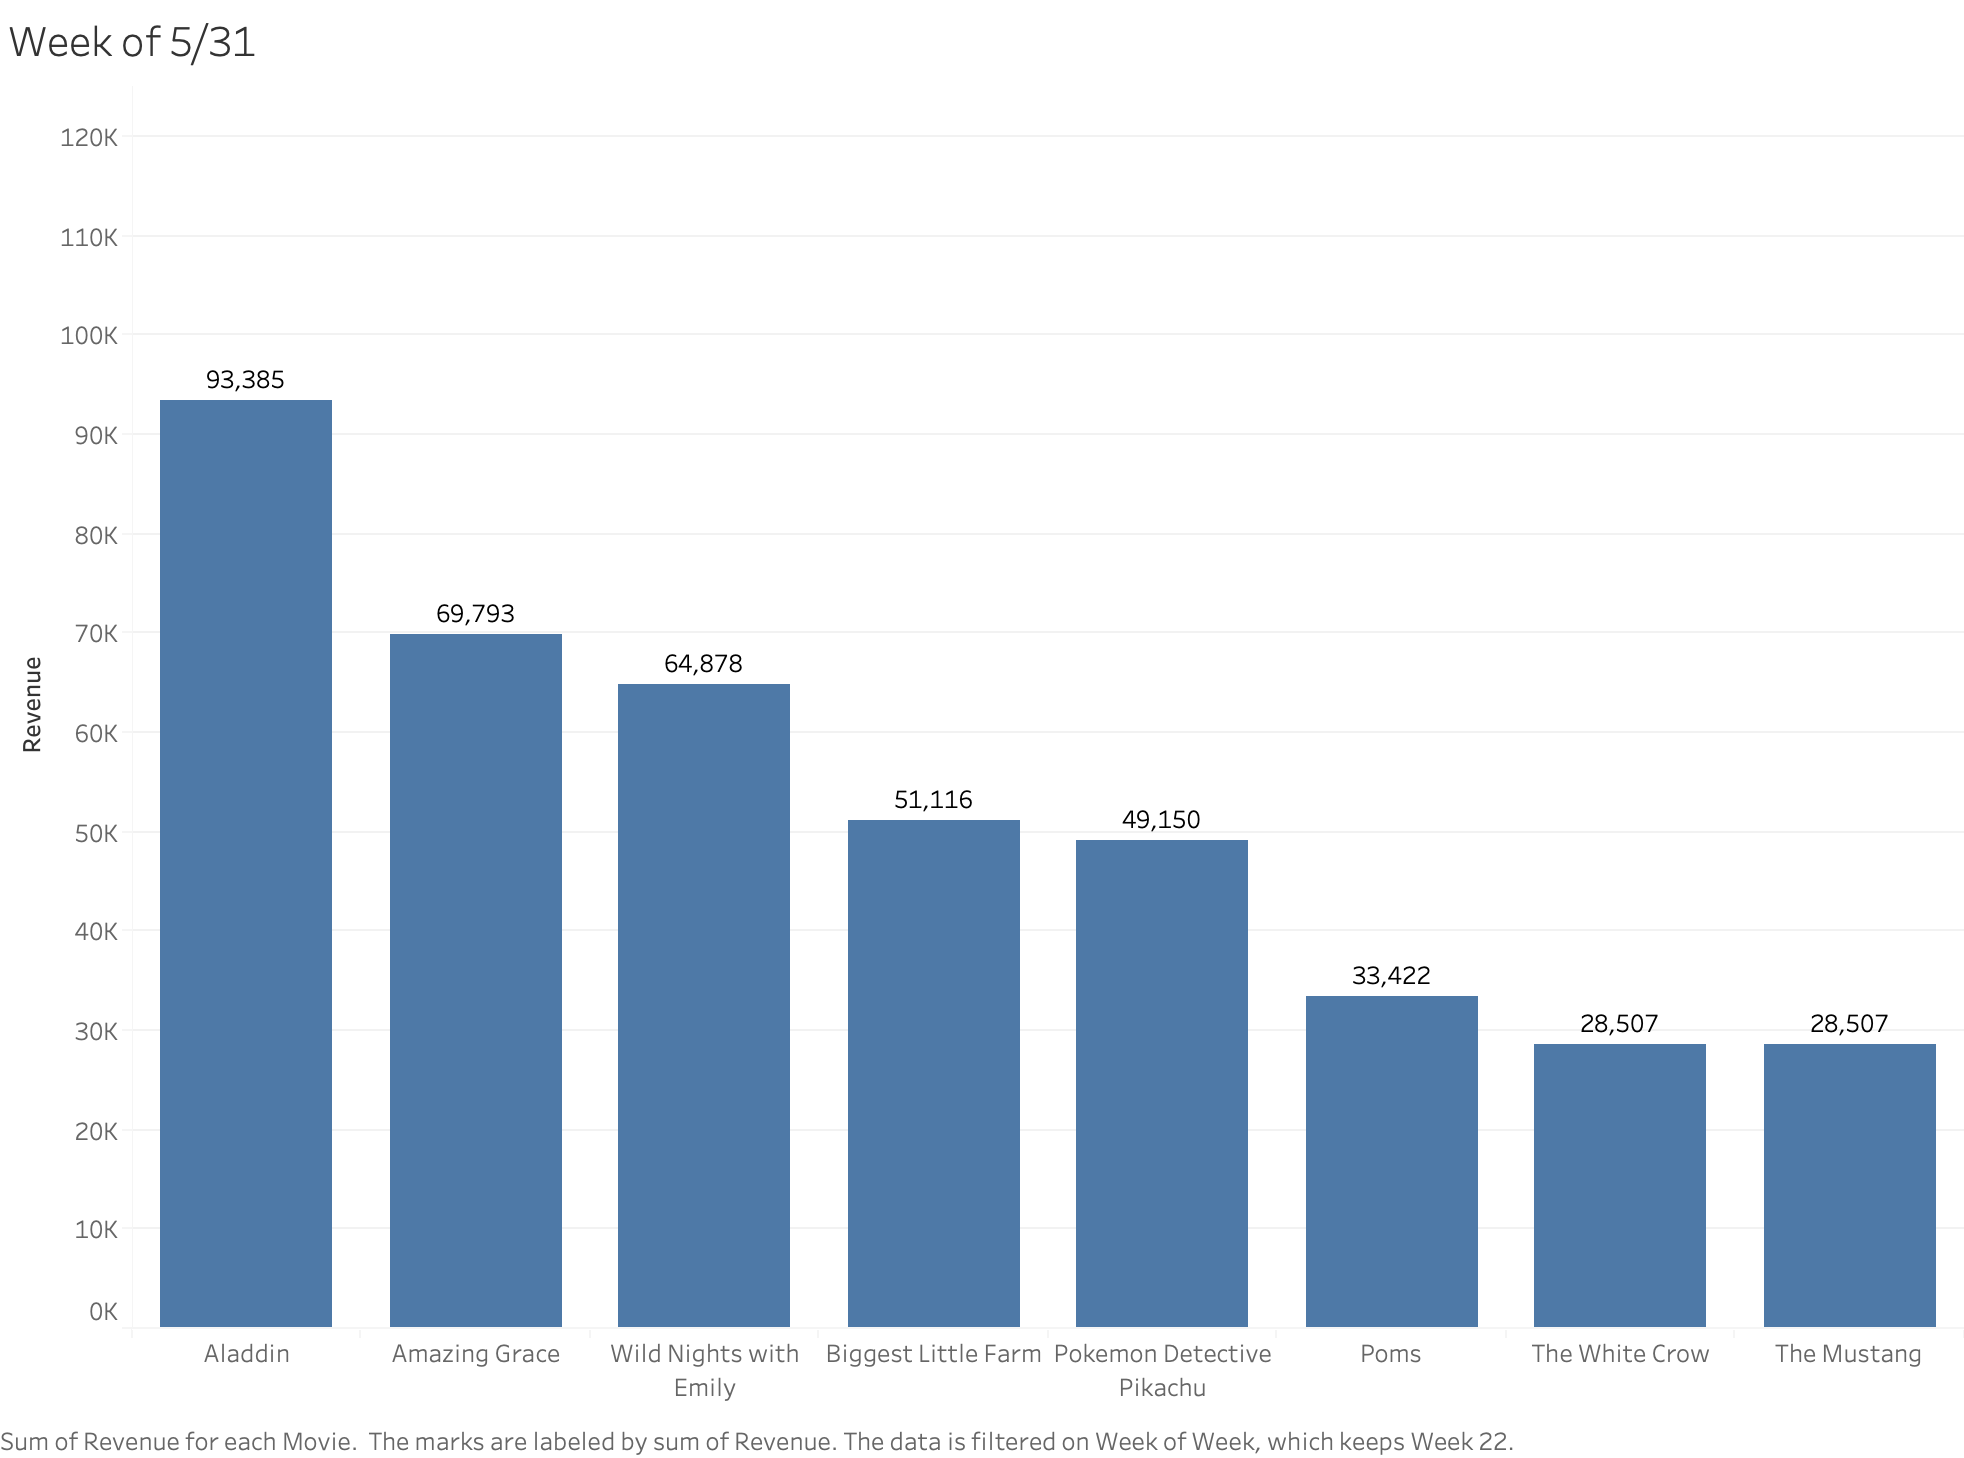 Week of 5/31
120K
110K
100K
90K
80K
70K
60K
50K
40K
30K
20K
10K
0K
Revenue
93,385
69,793
64,878
51,116
49,150
33,422
28,507
28,507
Aladdin
Amazing Grace
Wild Nights with
Emily
Biggest Little Farm
Pokemon Detective
Pikachu
Poms
The White Crow
The Mustang
Sum of Revenue for each Movie.  The marks are labeled by sum of Revenue. The data is filtered on Week of Week, which keeps Week 22.